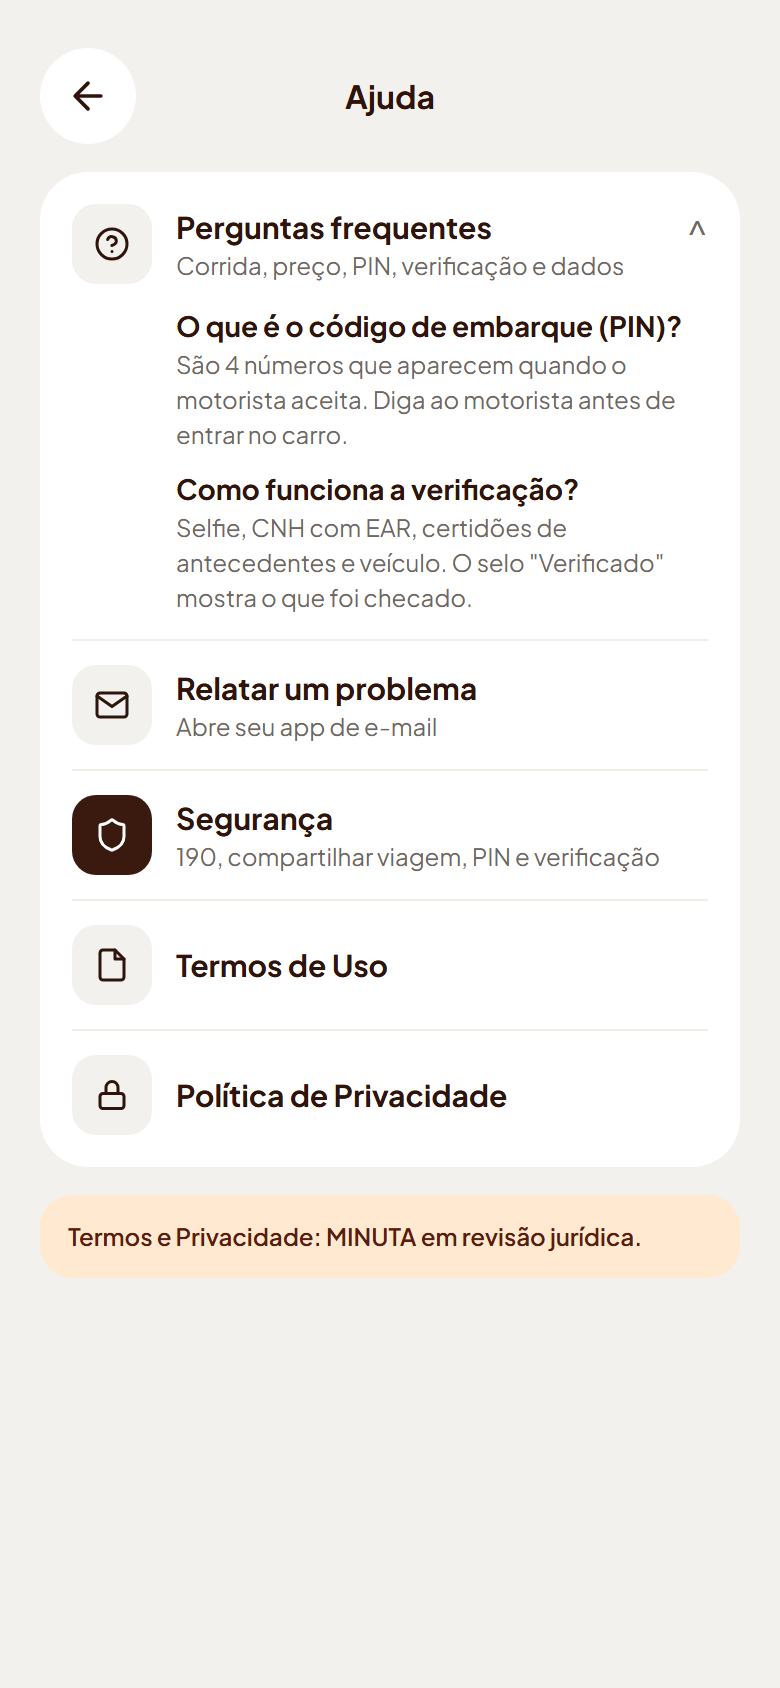 Ajuda
Perguntas frequentes
Corrida, preço, PIN, verificação e dados
O que é o código de embarque (PIN)?
São 4 números que aparecem quando o
motorista aceita. Diga ao motorista antes de
entrar no carro.
Como funciona a verificação?
Selfie, CNH com EAR, certidões de
antecedentes e veículo. O selo "Verificado"
mostra o que foi checado.
Relatar um problema
Abre seu app de e-mail
Segurança
190, compartilhar viagem, PIN e verificação
Termos de Uso
Política de Privacidade
Termos e Privacidade: MINUTA em revisão jurídica.